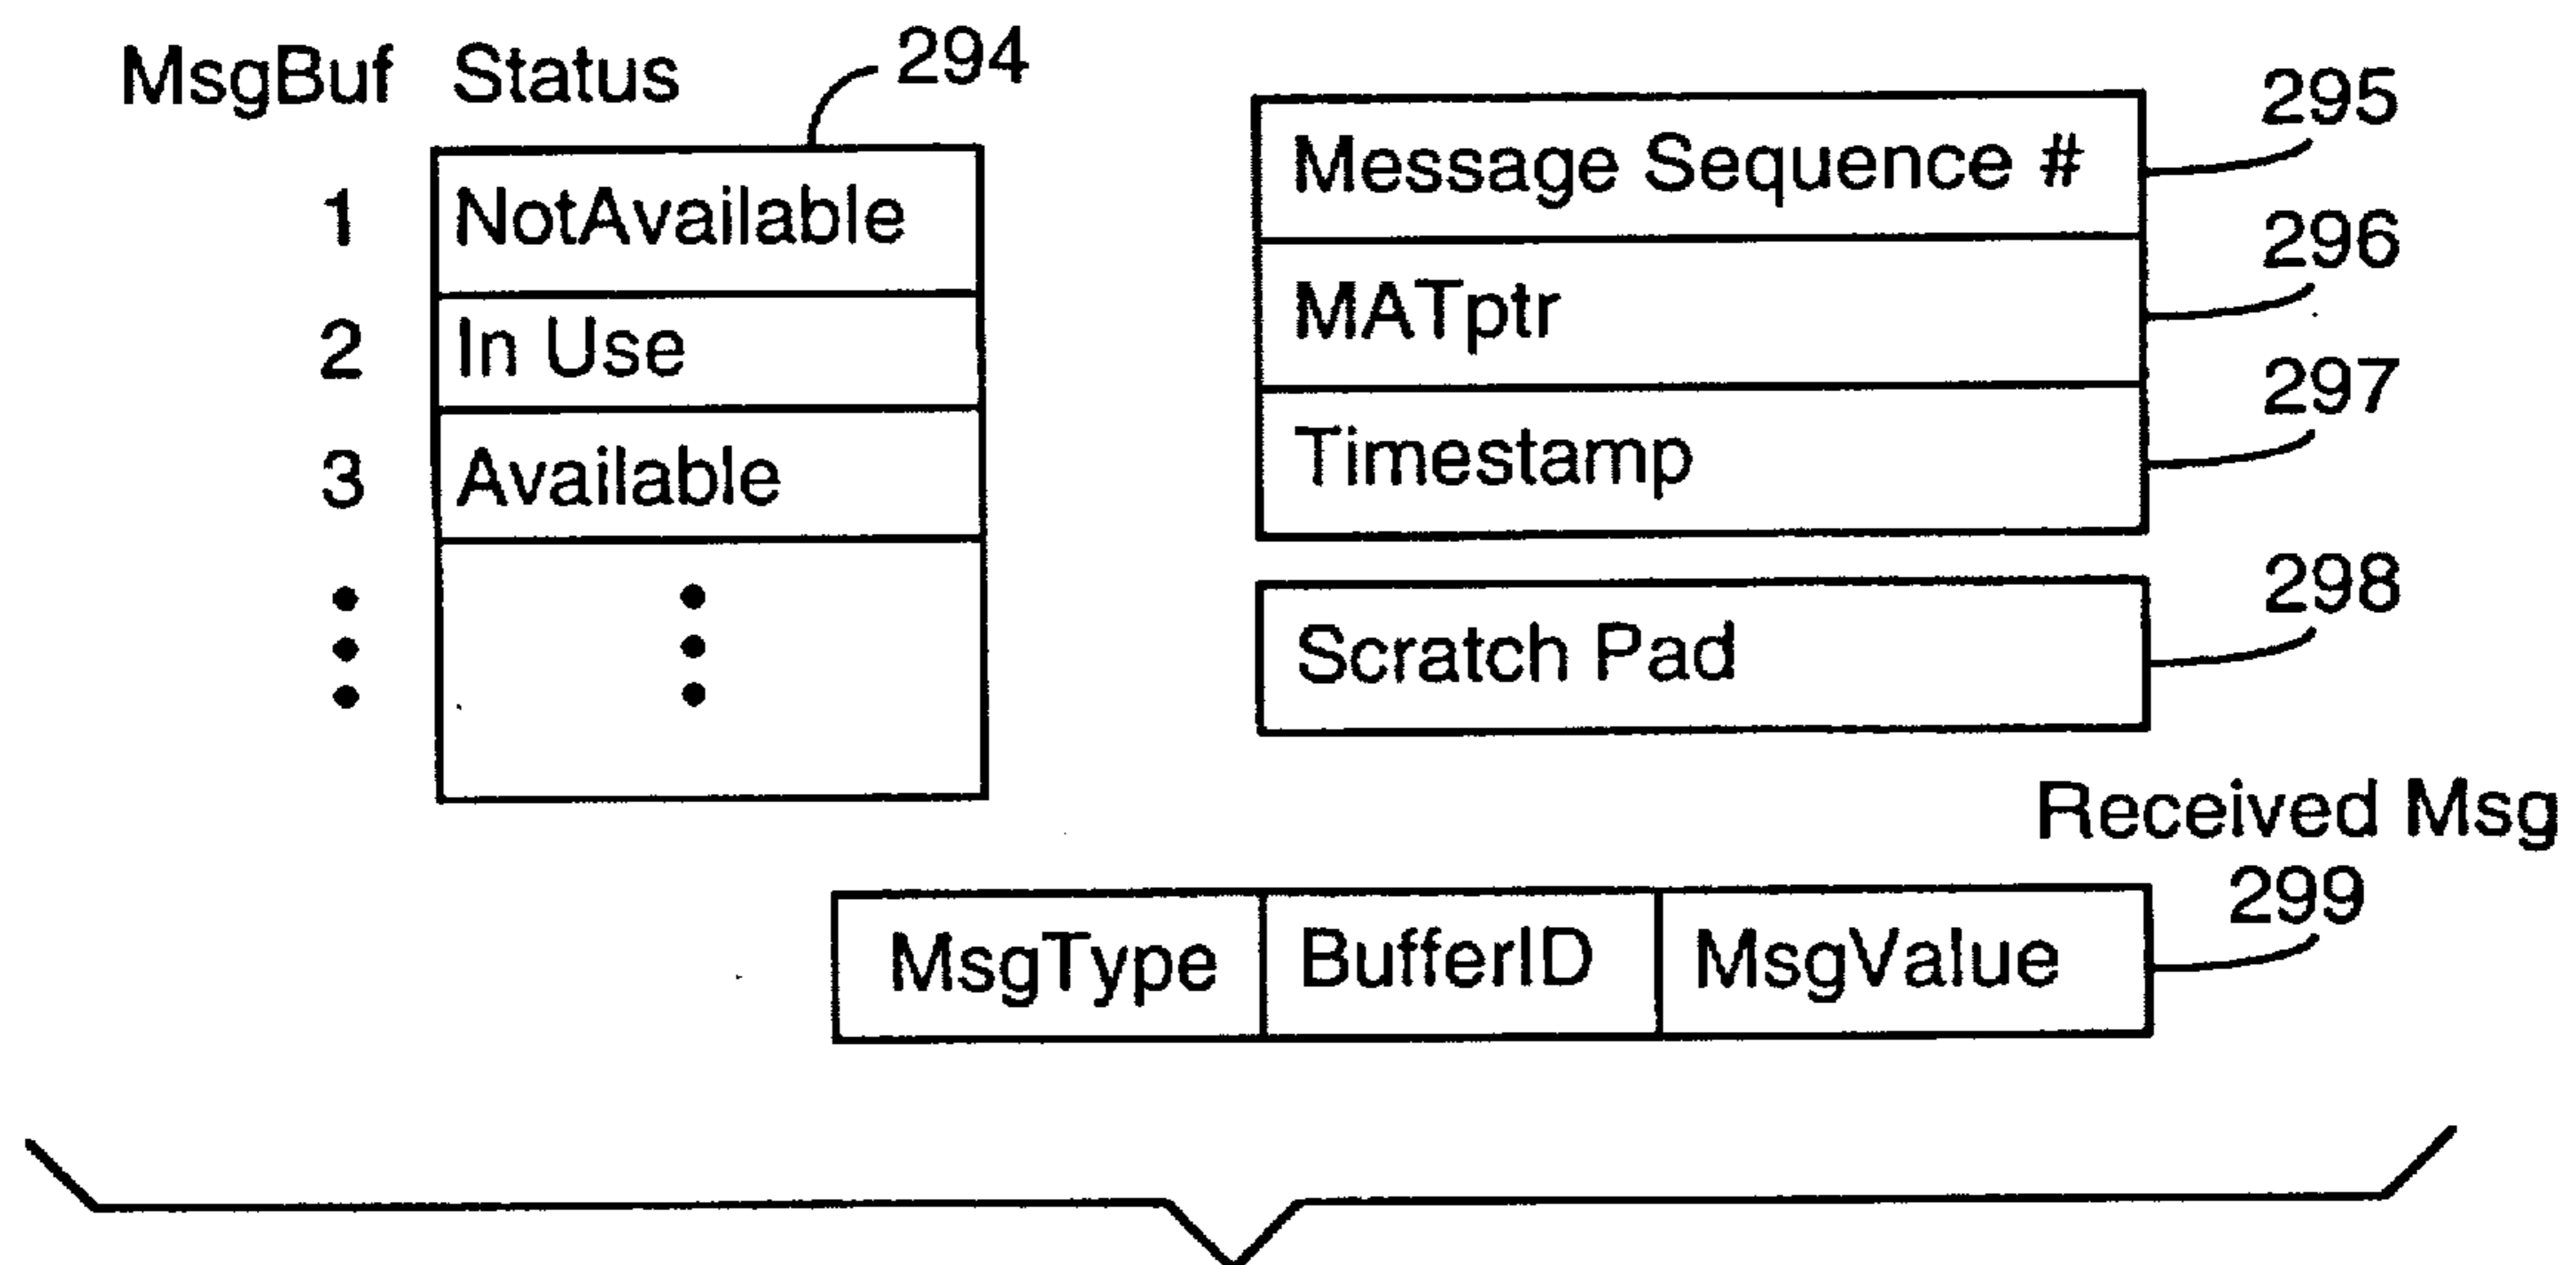 MsgBuf Status 294
1 NotAvailable
2 In Use
3 Available
Message Sequence # 295
MATptr 296
Timestamp 297
Scratch Pad 298
Received Msg
299
MsgType BufferID MsgValue